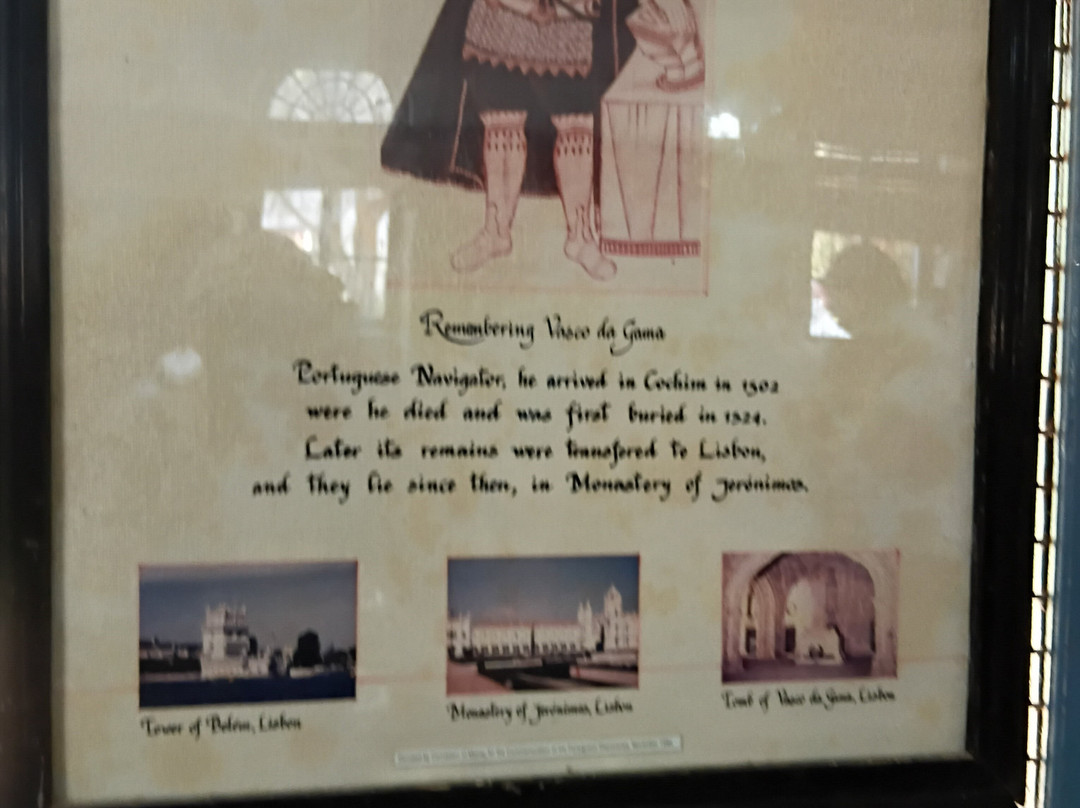 Remembering Vasco da Gama
Portuguese Navigator, he arrived in Cochim in 1502
were he died and was first buried in 1524.
Later its remains were transfered to Lisbon,
and they lie since then, in Monastery of Jerónimos.
Tower of Belém, Lisbon
Monastery of Jerónimos, Lisbon
Tomb of Vasco da Gama, Lisbon